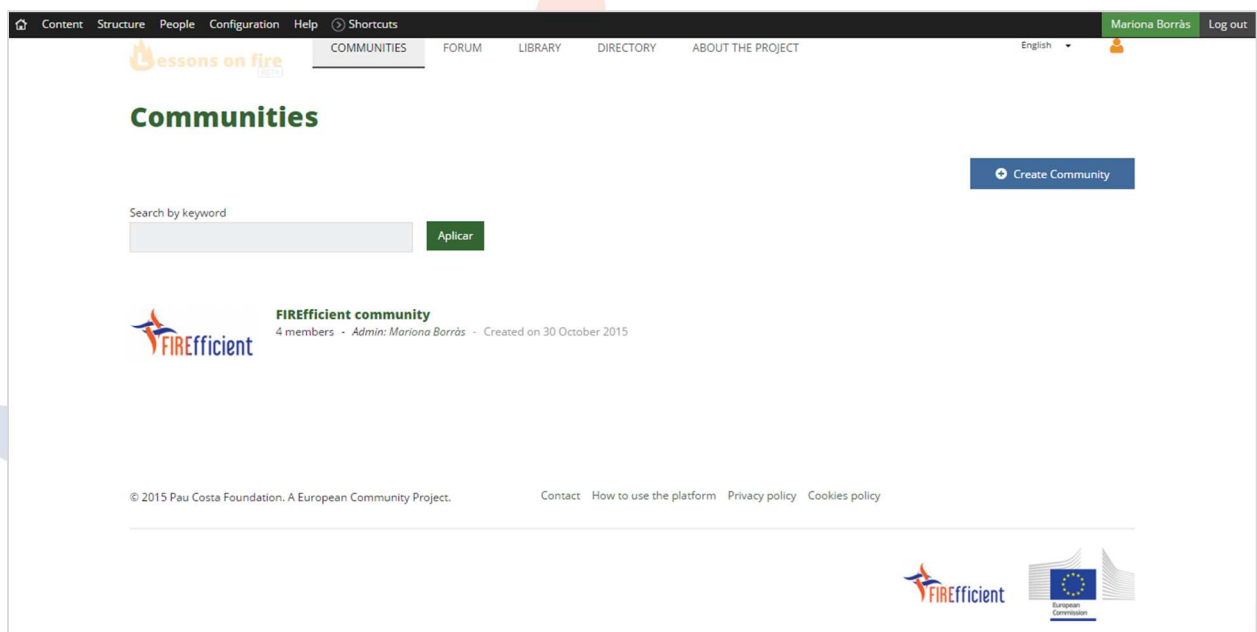 Content Structure People Configuration Help Shortcuts Mariona Borràs Log out
Lessons on fire COMMUNITIES FORUM LIBRARY DIRECTORY ABOUT THE PROJECT English
BETA
Communities
Create Community
Search by keyword
Aplicar
FIREfficient
FIREfficient community
4 members - Admin: Mariona Borràs - Created on 30 October 2015
© 2015 Pau Costa Foundation. A European Community Project. Contact How to use the platform Privacy policy Cookies policy
FIREfficient
European
Commission